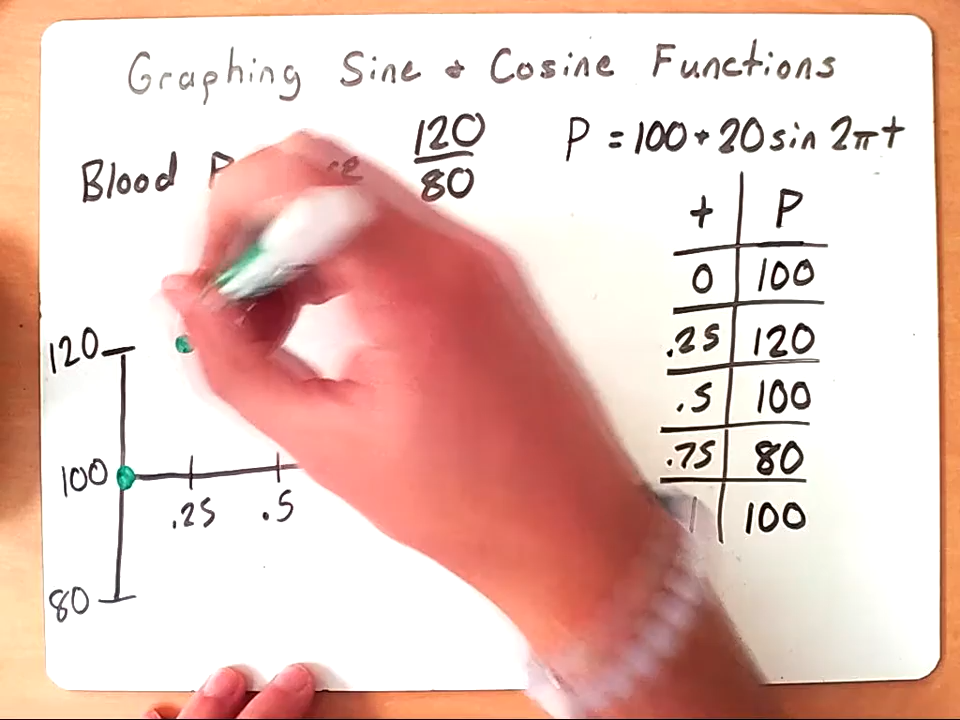 Graphing Sine & Cosine Functions
Blood 120/80
P = 100 + 20 sin 2πt
t P
0 100
.25 120
.5 100
.75 80
1 100
120
100
.25 .5
80